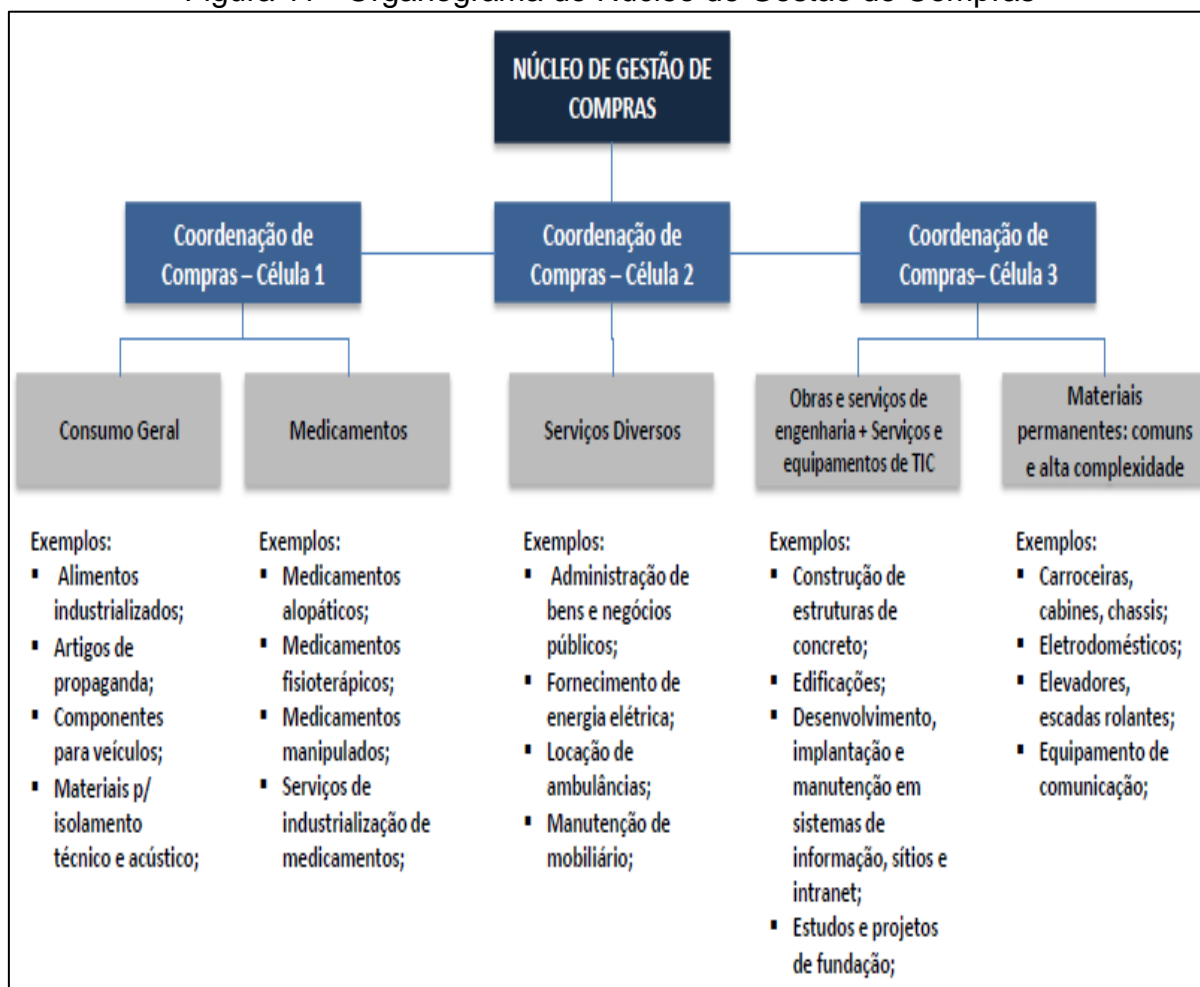 NÚCLEO DE GESTÃO DE
COMPRAS
Coordenação de
Compras – Célula 1
Coordenação de
Compras – Célula 2
Coordenação de
Compras– Célula 3
Consumo Geral
Medicamentos
Serviços Diversos
Obras e serviços de
engenharia + Serviços e
equipamentos de TIC
Materiais
permanentes: comuns
e alta complexidade
Exemplos:
▪ Alimentos
industrializados;
▪ Artigos de
propaganda;
▪ Componentes
para veículos;
▪ Materiais p/
isolamento
técnico e acústico;
Exemplos:
▪ Medicamentos
alopáticos;
▪ Medicamentos
fisioterápicos;
▪ Medicamentos
manipulados;
▪ Serviços de
industrialização de
medicamentos;
Exemplos:
▪ Administração de
bens e negócios
públicos;
▪ Fornecimento de
energia elétrica;
▪ Locação de
ambulâncias;
▪ Manutenção de
mobiliário;
Exemplos:
▪ Construção de
estruturas de
concreto;
▪ Edificações;
▪ Desenvolvimento,
implantação e
manutenção em
sistemas de
informação, sítios e
intranet;
▪ Estudos e projetos
de fundação;
Exemplos:
▪ Carroceiras,
cabines, chassis;
▪ Eletrodomésticos;
▪ Elevadores,
escadas rolantes;
▪ Equipamento de
comunicação;